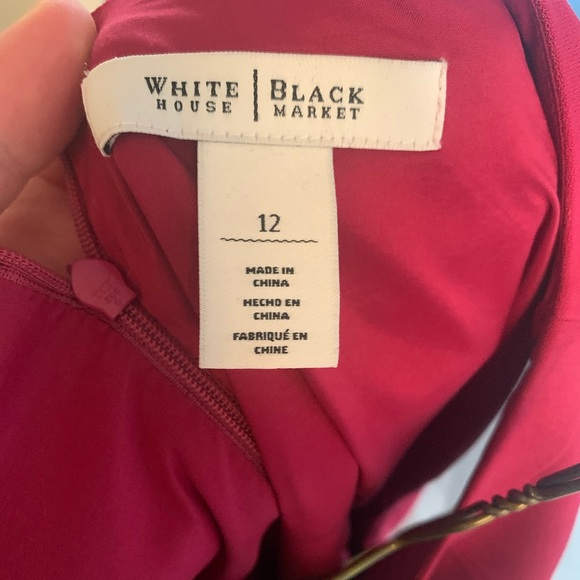 WHITE | BLACK
HOUSE | MARKET
12
MADE IN
CHINA
HECHO EN
CHINA
FABRIQUÉ EN
CHINE